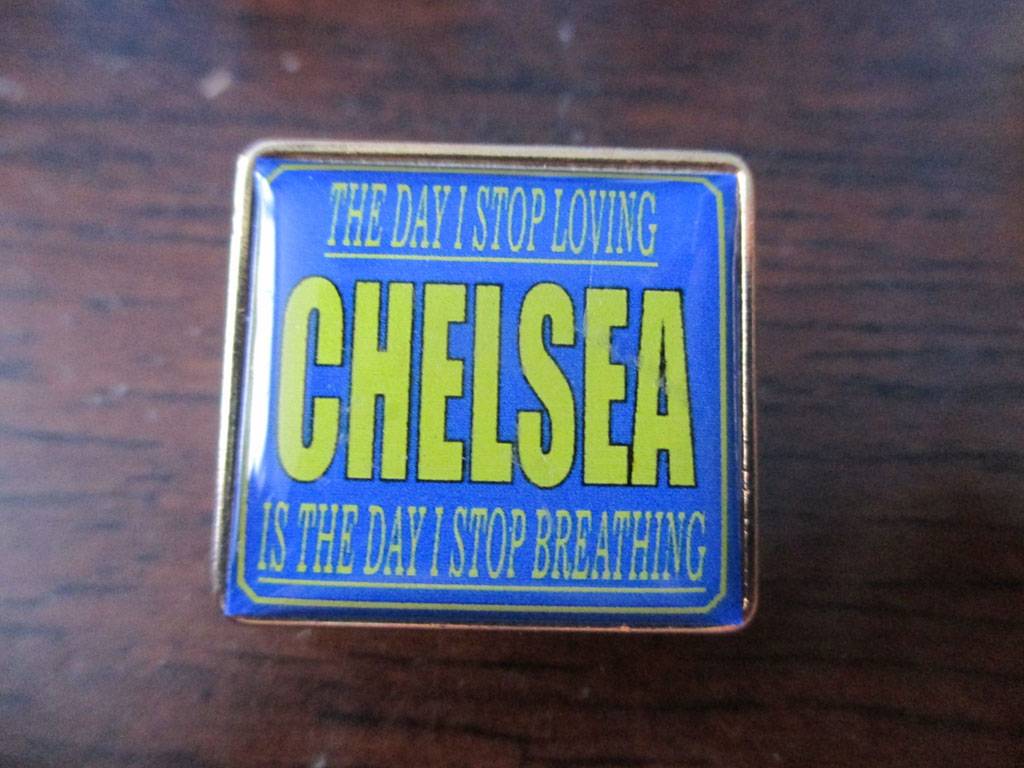 THE DAY I STOP LOVING
CHELSEA
IS THE DAY I STOP BREATHING